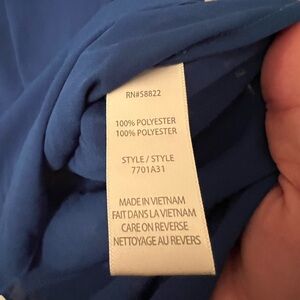 RN#58822
100% POLYESTER
100% POLYESTER
STYLE / STYLE
7701A31
MADE IN VIETNAM
FAIT DANS LA VIETNAM
CARE ON REVERSE
NETTOYAGE AU REVERS